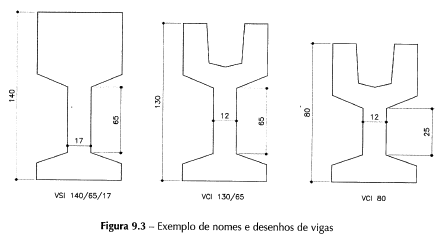 140
65
17
VSI 140/65/17
130
12
65
VCI 130/65
80
12
25
VCI 80
Figura 9.3 – Exemplo de nomes e desenhos de vigas